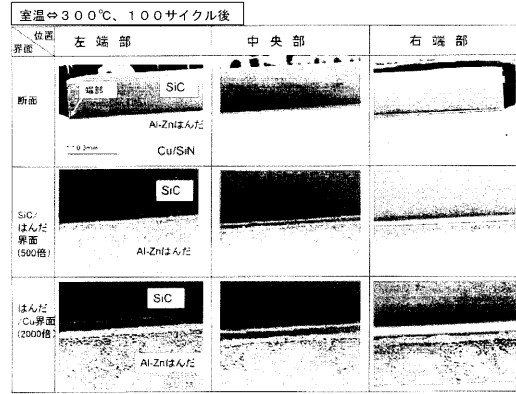 室温⇔300℃、100サイクル後
位置
界面
左端部
中央部
右端部
断面
端部
SiC
Al-Znはんだ
0.3mm
Cu/SiN
SiC/
はんだ
界面
(500倍)
SiC
Al-Znはんだ
はんだ
/Cu界面
(2000倍)
SiC
Al-Znはんだ